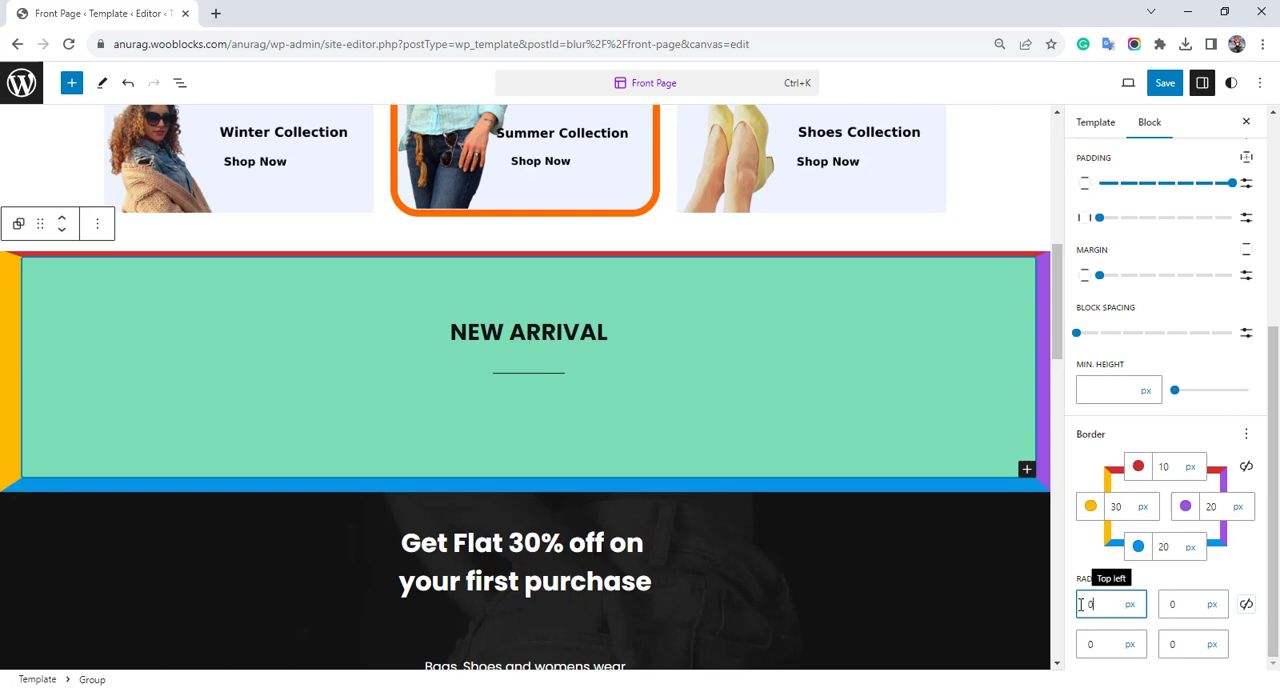 Front Page ‹ Template ‹ Editor ‹ T
anurag.wooblocks.com/anurag/wp-admin/site-editor.php?postType=wp_template&postId=blur%2F%2Ffront-page&canvas=edit
Front Page
Ctrl+K
Save
Winter Collection
Shop Now
Summer Collection
Shop Now
Shoes Collection
Shop Now
NEW ARRIVAL
Get Flat 30% off on
your first purchase
Bags, Shoes and womens wear
Template
Block
PADDING
MARGIN
BLOCK SPACING
MIN. HEIGHT
px
Border
10 px
30 px
20 px
20 px
RAD
Top left
0 px
0 px
0
0
Template › Group